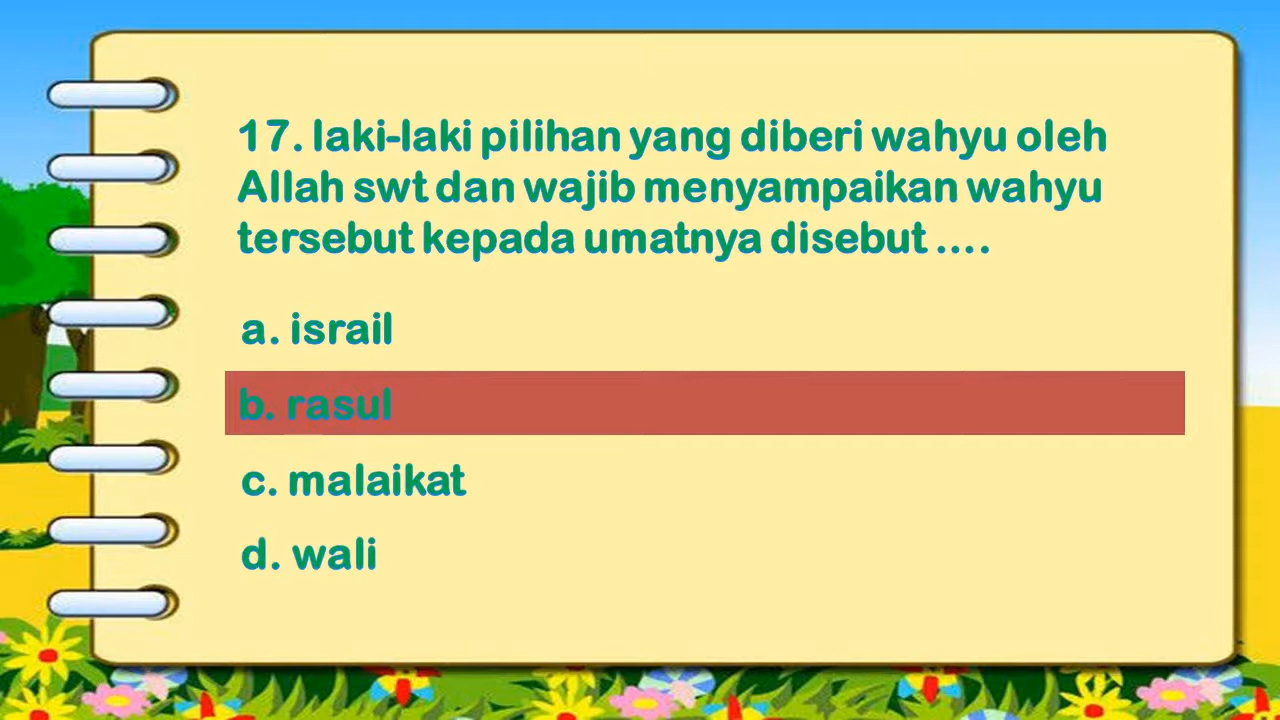 17. laki-laki pilihan yang diberi wahyu oleh
Allah swt dan wajib menyampaikan wahyu
tersebut kepada umatnya disebut ....
a. israil
b. rasul
c. malaikat
d. wali